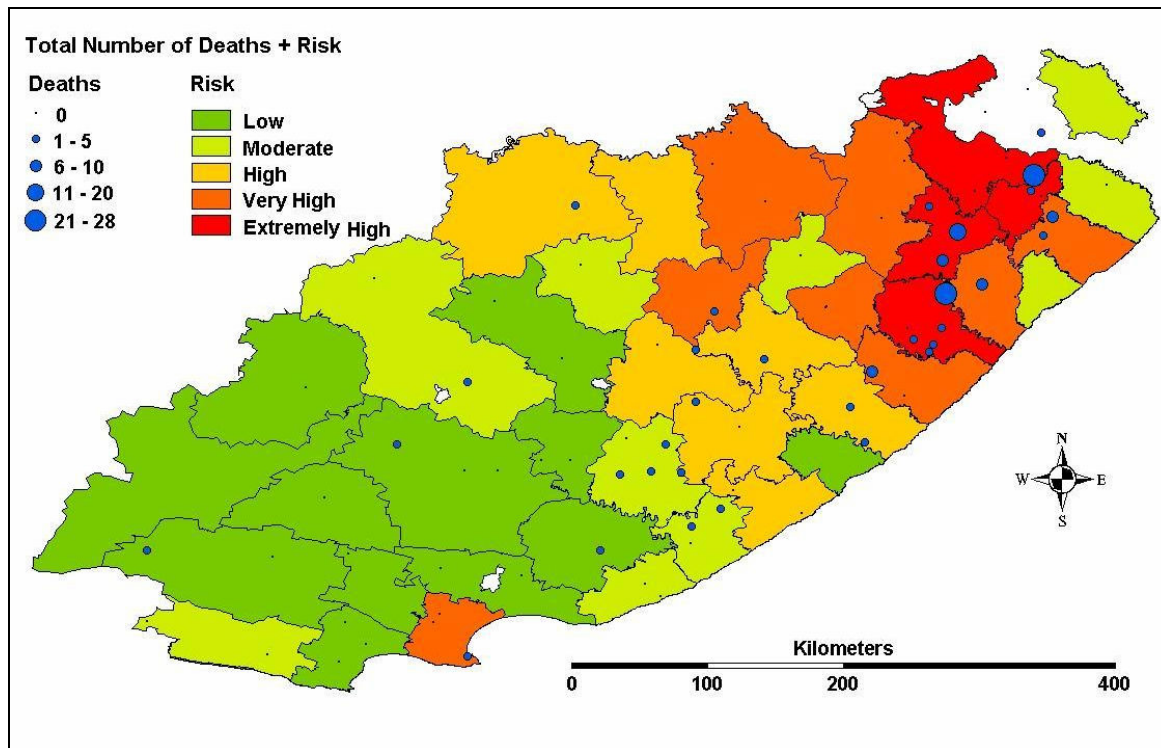 Total Number of Deaths + Risk
Deaths
0
1 - 5
6 - 10
11 - 20
21 - 28
Risk
Low
Moderate
High
Very High
Extremely High
N
W E
S
Kilometers
0 100 200 400